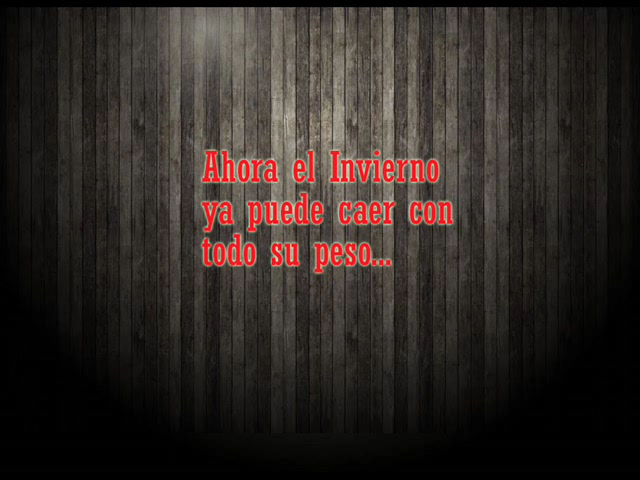 Ahora el Invierno
ya puede caer con
todo su peso...